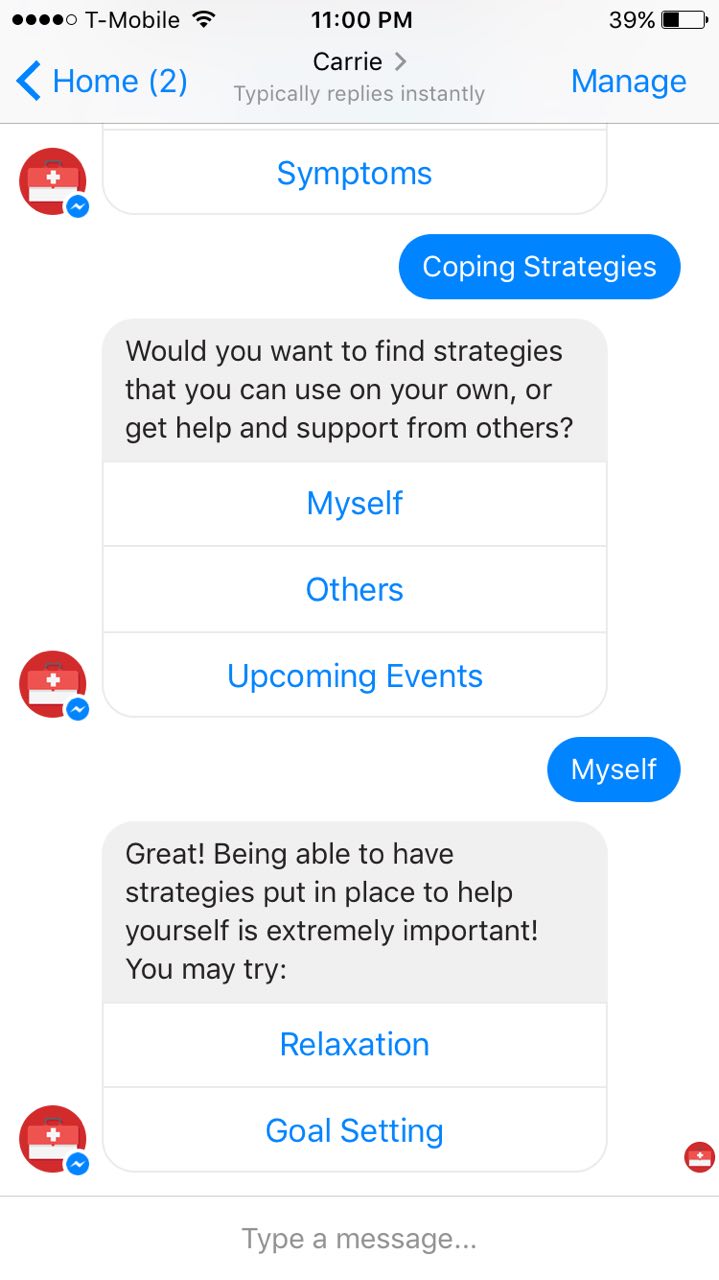 T-Mobile 11:00 PM 39%
Home (2) Carrie Manage
Typically replies instantly
Symptoms
Coping Strategies
Would you want to find strategies
that you can use on your own, or
get help and support from others?
Myself
Others
Upcoming Events
Myself
Great! Being able to have
strategies put in place to help
yourself is extremely important!
You may try:
Relaxation
Goal Setting
Type a message...